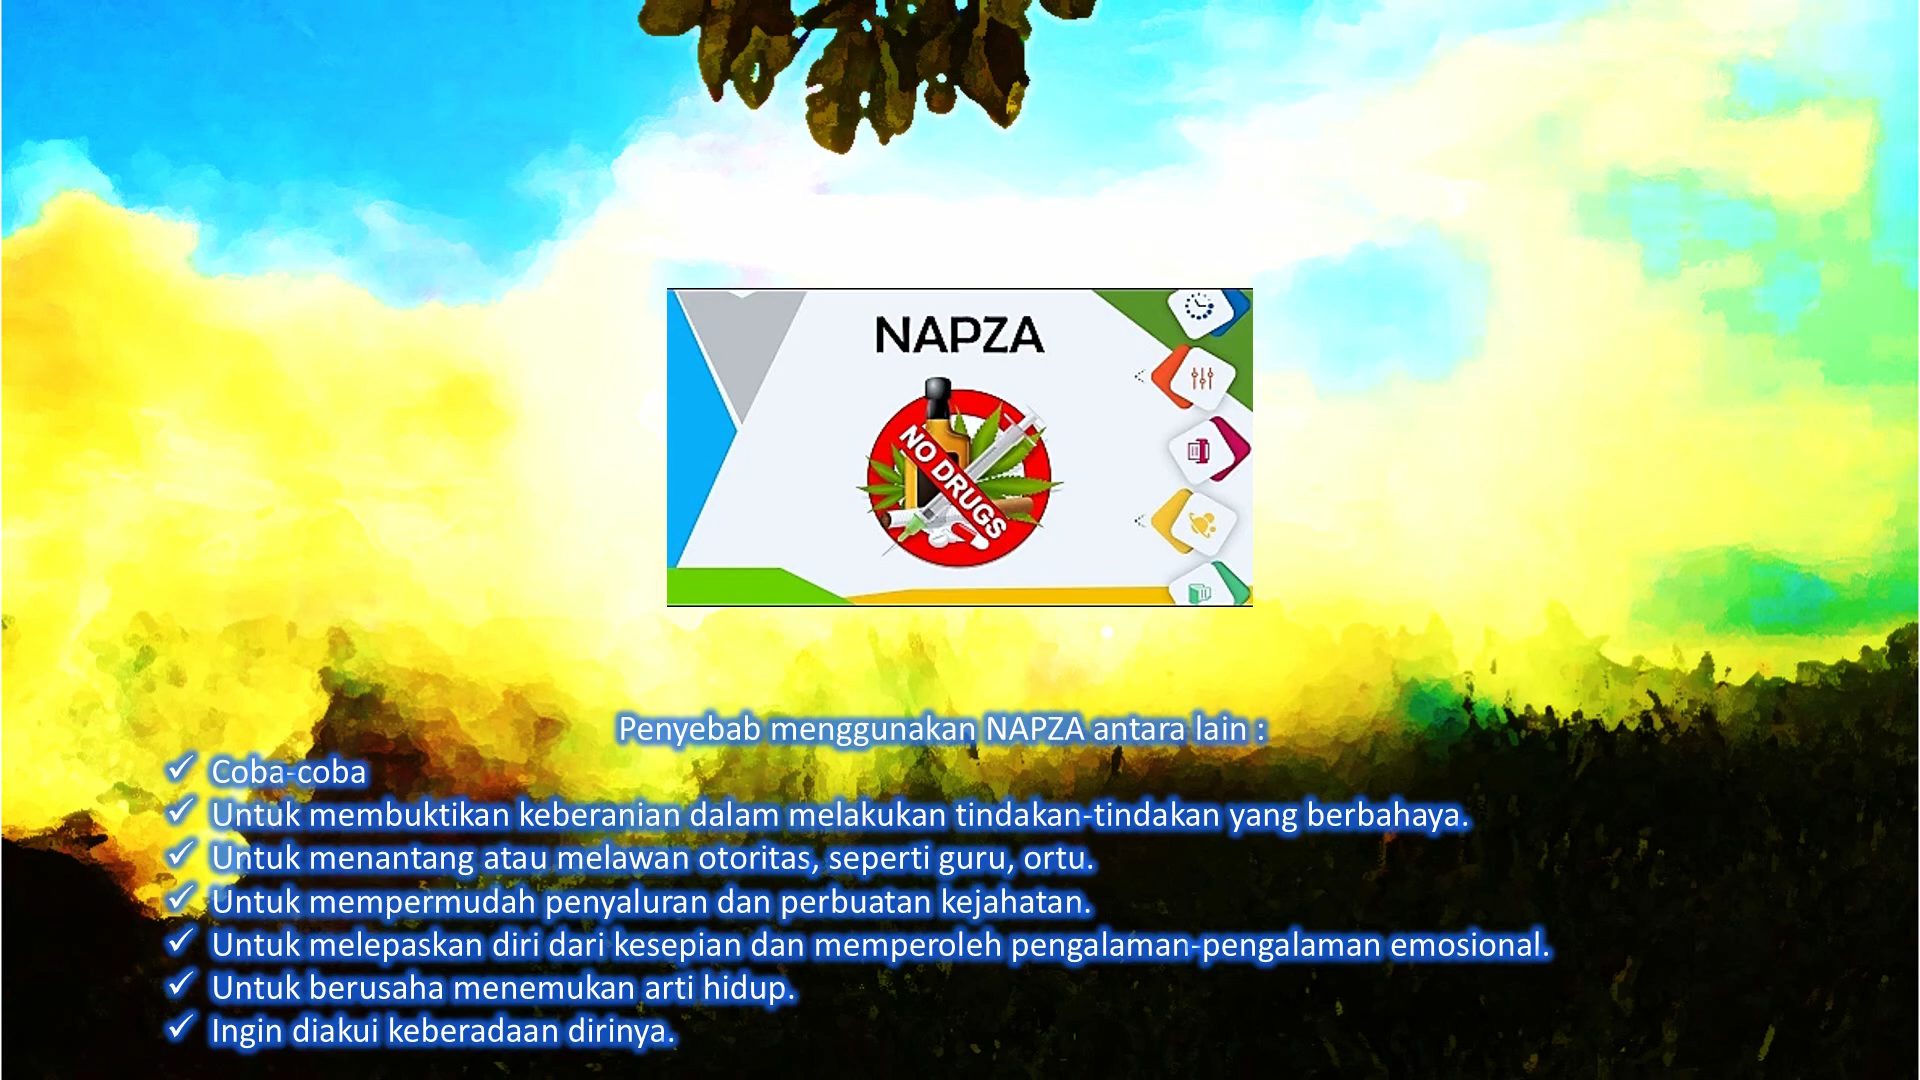 NAPZA
NO DRUGS
Penyebab menggunakan NAPZA antara lain :
✓ Coba-coba
✓ Untuk membuktikan keberanian dalam melakukan tindakan-tindakan yang berbahaya.
✓ Untuk menantang atau melawan otoritas, seperti guru, ortu.
✓ Untuk mempermudah penyaluran dan perbuatan kejahatan.
✓ Untuk melepaskan diri dari kesepian dan memperoleh pengalaman-pengalaman emosional.
✓ Untuk berusaha menemukan arti hidup.
✓ Ingin diakui keberadaan dirinya.